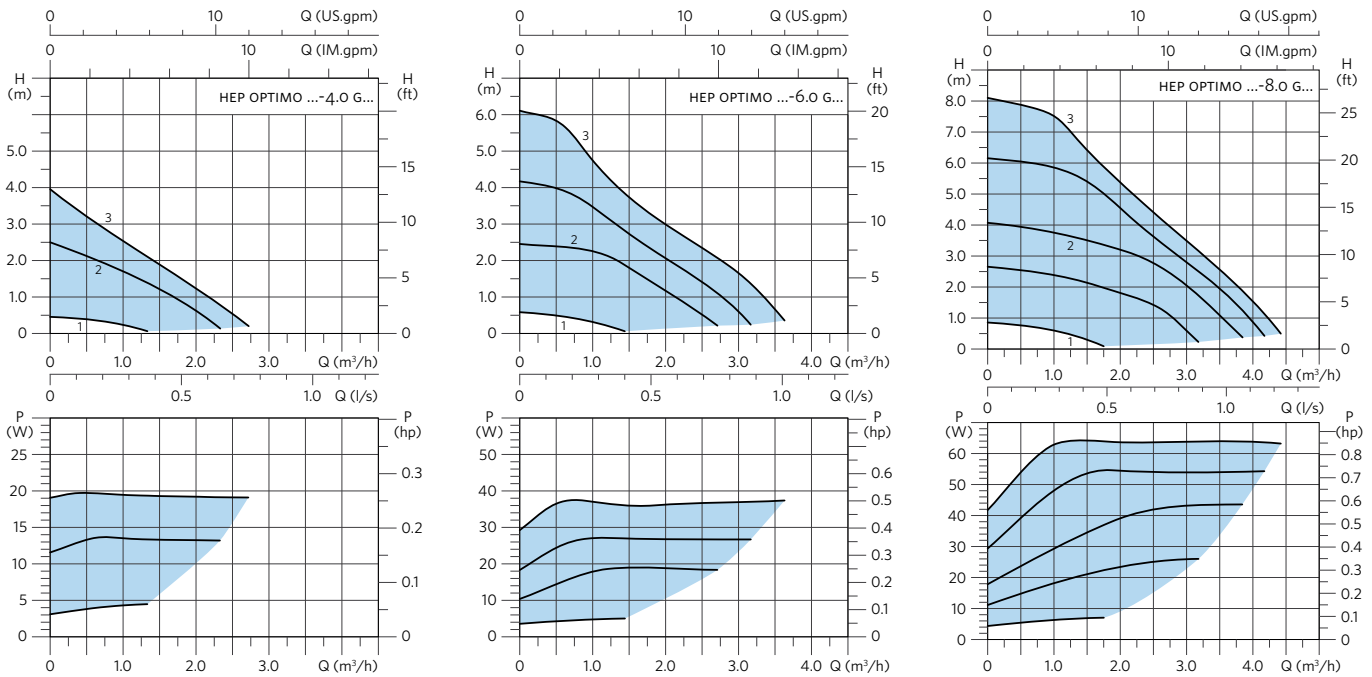 0 10 Q (US.gpm)
0 10 Q (IM.gpm)
H (m) H (ft)
HEP OPTIMO ...-4.0 G...
5.0 15
4.0
3.0 3 10
2.0 2 5
1.0 1
0 0
0 1.0 2.0 3.0 Q (m³/h)
0 0.5 1.0 Q (l/s)
P (W) P (hp)
25
20 0.3
15 0.2
10
5 0.1
0 0
0 1.0 2.0 3.0 Q (m³/h)
0 10 Q (US.gpm)
0 10 Q (IM.gpm)
H (m) H (ft)
HEP OPTIMO ...-6.0 G...
6.0 20
5.0 3 15
4.0
3.0 10
2.0 2 5
1.0 1
0 0
0 1.0 2.0 4.0 Q (m³/h)
0 0.5 1.0 Q (l/s)
P (W) P (hp)
50 0.6
40 0.5
30 0.4
0.3
20 0.2
10 0.1
0 0
0 1.0 2.0 4.0 Q (m³/h)
0 10 Q (US.gpm)
0 10 Q (IM.gpm)
H (m) H (ft)
HEP OPTIMO ...-8.0 G...
8.0 25
7.0 3
6.0 20
5.0 15
4.0
3.0 2 10
2.0 5
1.0 1
0 0
0 1.0 2.0 3.0 4.0 Q (m³/h)
0 0.5 1.0 Q (l/s)
P (W) P (hp)
60 0.8
50 0.7
40 0.6
0.5
30 0.4
20 0.3
0.2
10 0.1
0 0
0 1.0 2.0 3.0 4.0 Q (m³/h)